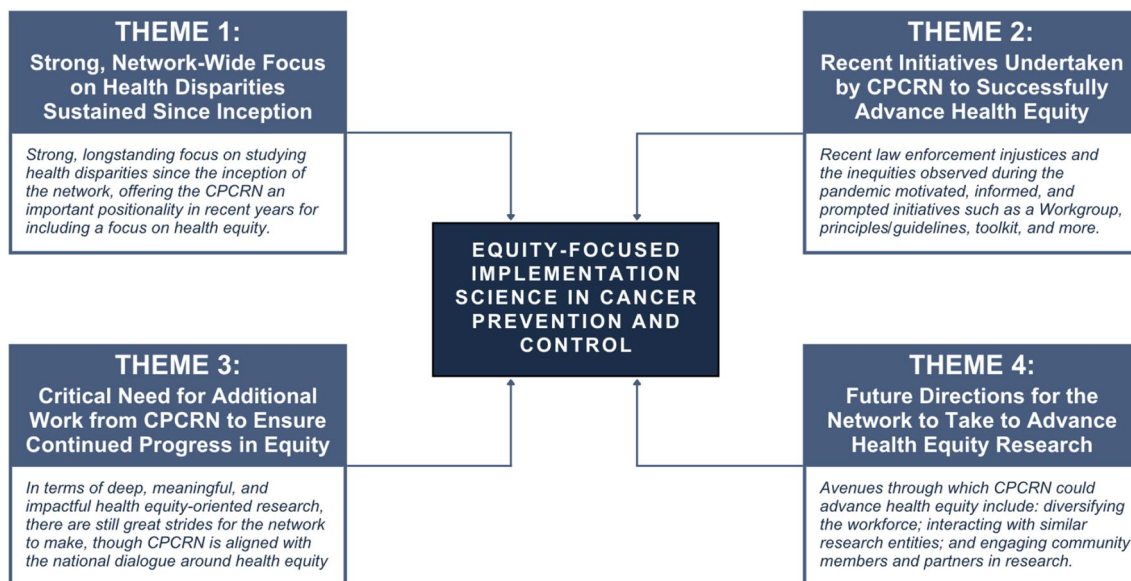 THEME 1:
Strong, Network-Wide Focus
on Health Disparities
Sustained Since Inception
Strong, longstanding focus on studying
health disparities since the inception of
the network, offering the CPCRN an
important positionality in recent years for
including a focus on health equity.
THEME 2:
Recent Initiatives Undertaken
by CPCRN to Successfully
Advance Health Equity
Recent law enforcement injustices and
the inequities observed during the
pandemic motivated, informed, and
prompted initiatives such as a Workgroup,
principles/guidelines, toolkit, and more.
EQUITY-FOCUSED
IMPLEMENTATION
SCIENCE IN CANCER
PREVENTION AND
CONTROL
THEME 3:
Critical Need for Additional
Work from CPCRN to Ensure
Continued Progress in Equity
In terms of deep, meaningful, and
impactful health equity-oriented research,
there are still great strides for the network
to make, though CPCRN is aligned with
the national dialogue around health equity
THEME 4:
Future Directions for the
Network to Take to Advance
Health Equity Research
Avenues through which CPCRN could
advance health equity include: diversifying
the workforce; interacting with similar
research entities; and engaging community
members and partners in research.